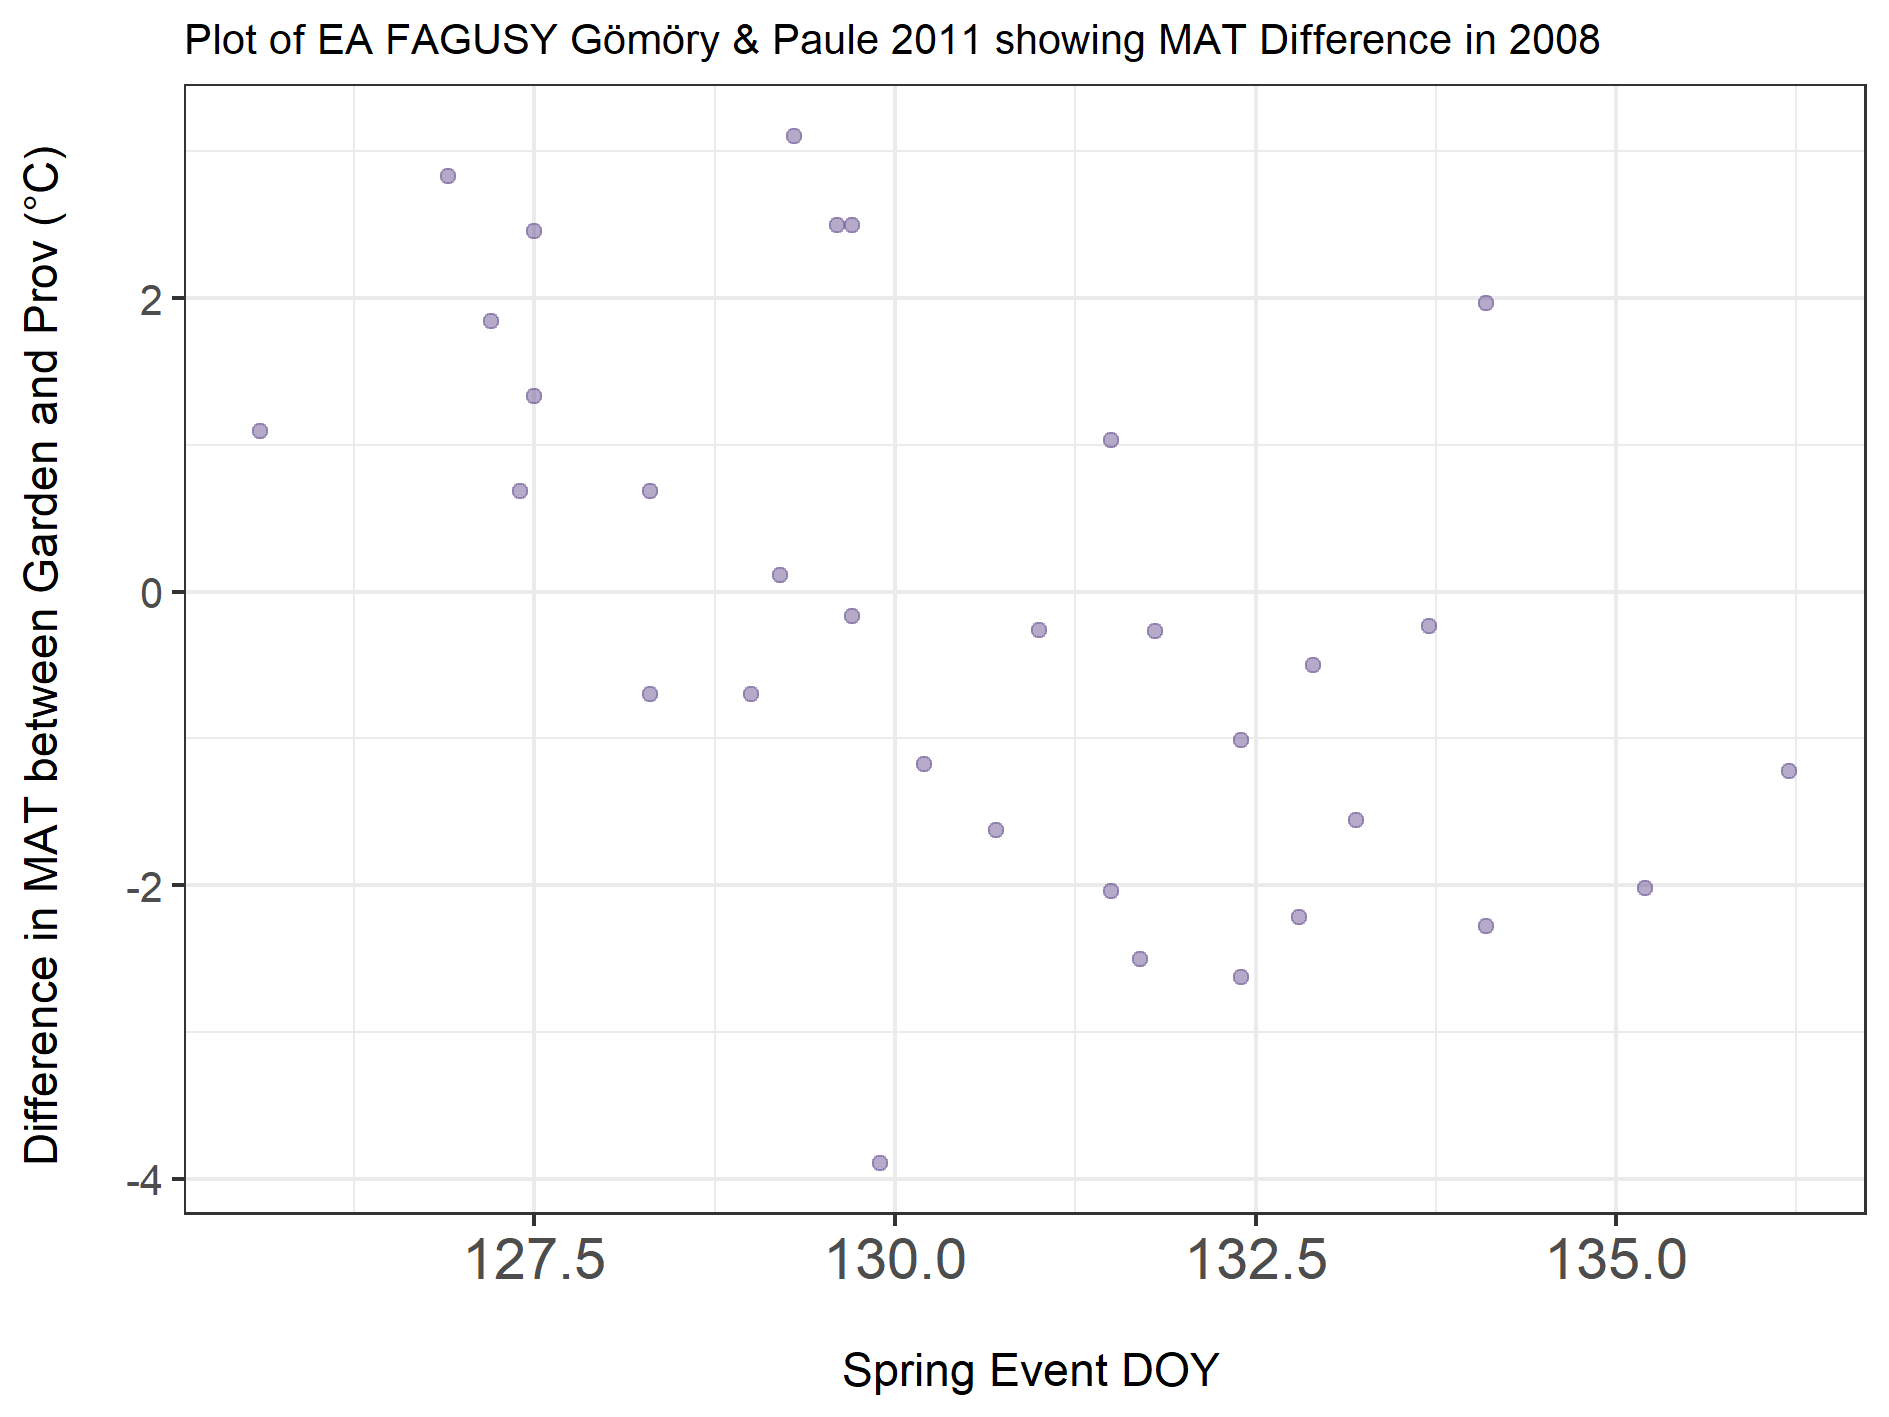 Plot of EA FAGUSY Gömöry & Paule 2011 showing MAT Difference in 2008
Difference in MAT between Garden and Prov (°C)
2
0
-2
-4
127.5 130.0 132.5 135.0
Spring Event DOY